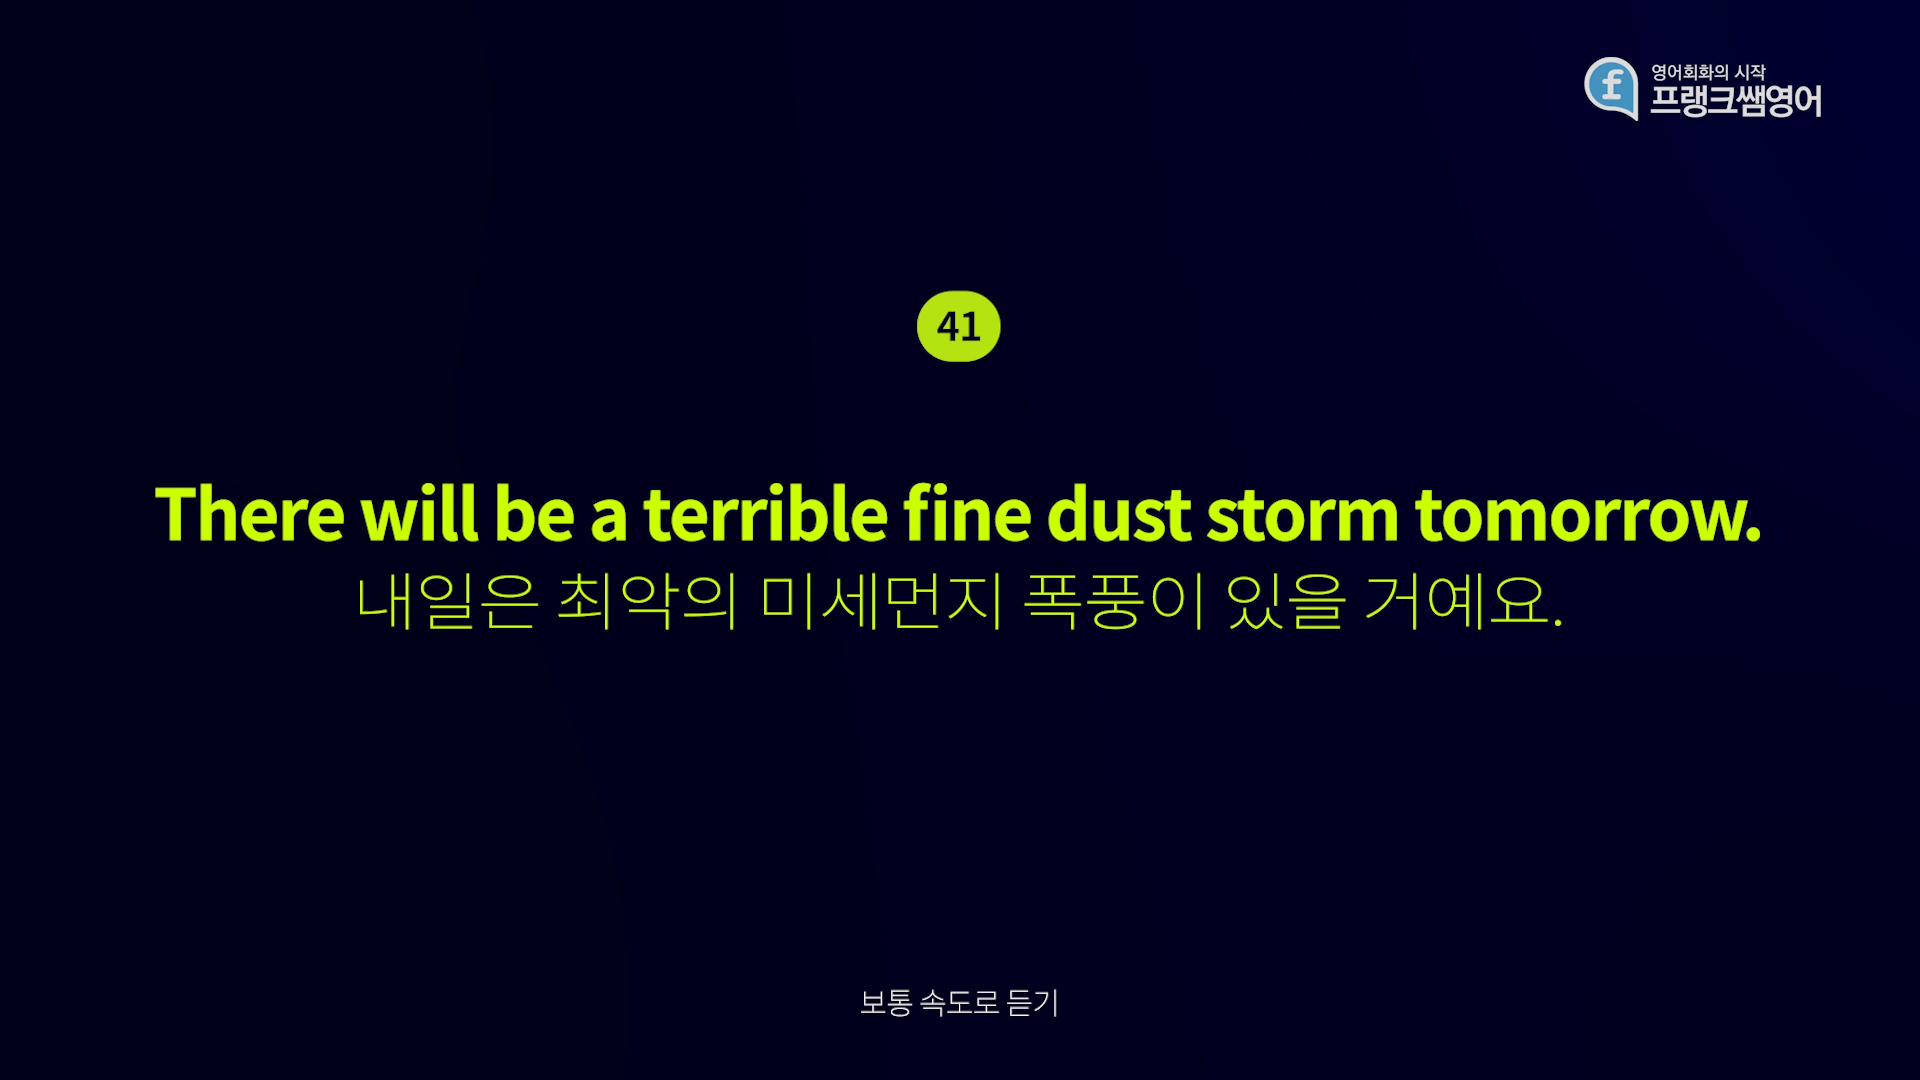 영어회화의 시작
프랭크쌤영어
41
There will be a terrible fine dust storm tomorrow.
내일은 최악의 미세먼지 폭풍이 있을 거예요.
보통 속도로 듣기